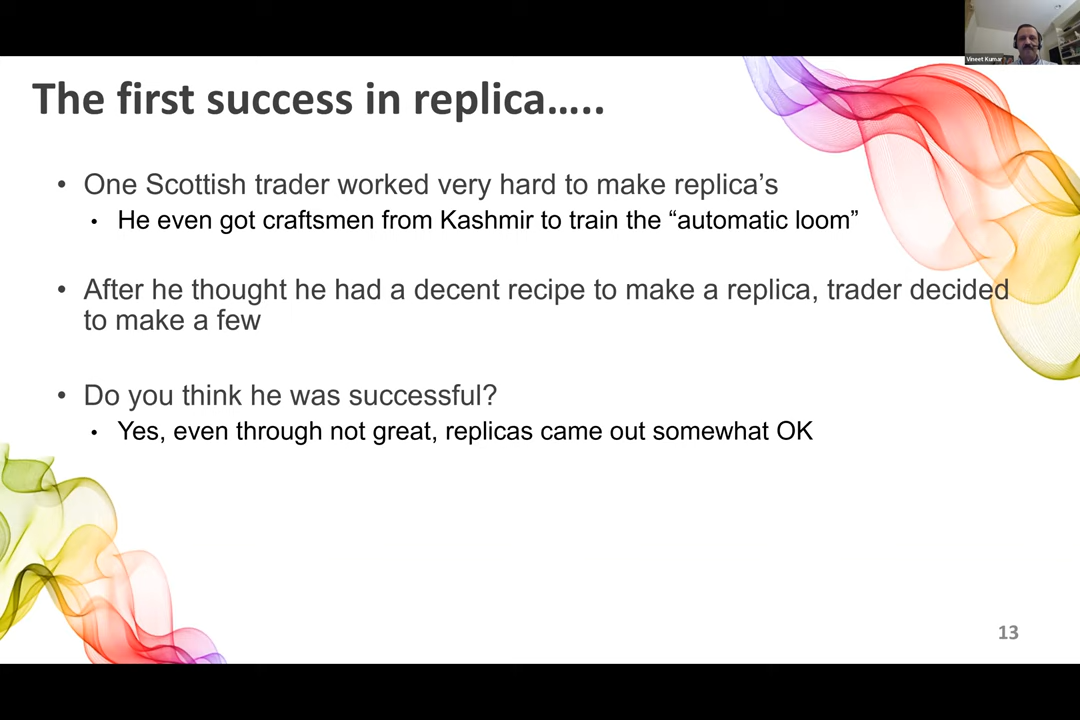 Vineet Kumar
The first success in replica…..
• One Scottish trader worked very hard to make replica’s
• He even got craftsmen from Kashmir to train the “automatic loom”
• After he thought he had a decent recipe to make a replica, trader decided
to make a few
• Do you think he was successful?
• Yes, even through not great, replicas came out somewhat OK
13